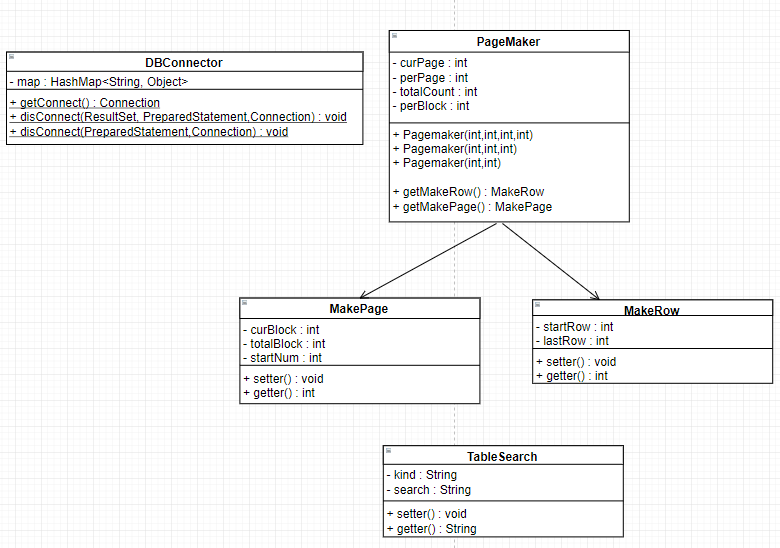 DBConnector
- map : HashMap<String, Object>
+ getConnect() : Connection
+ disConnect(ResultSet, PreparedStatement,Connection) : void
+ disConnect(PreparedStatement,Connection) : void
PageMaker
- curPage : int
- perPage : int
- totalCount : int
- perBlock : int
+ Pagemaker(int,int,int,int)
+ Pagemaker(int,int,int)
+ Pagemaker(int,int)
+ getMakeRow() : MakeRow
+ getMakePage() : MakePage
MakePage
- curBlock : int
- totalBlock : int
- startNum : int
+ setter() : void
+ getter() : int
MakeRow
- startRow : int
- lastRow : int
+ setter() : void
+ getter() : int
TableSearch
- kind : String
- search : String
+ setter() : void
+ getter() : String